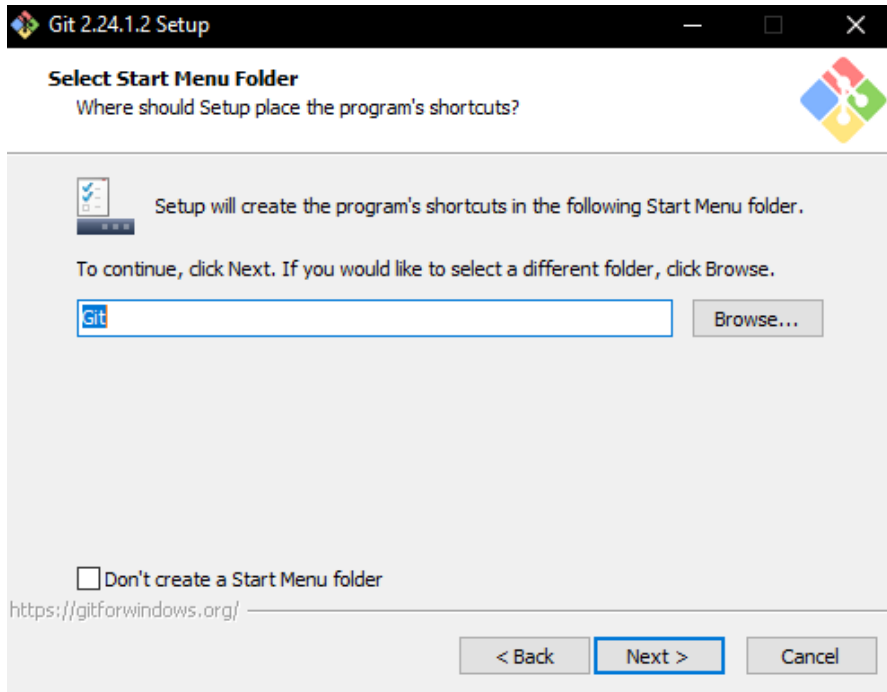 Git 2.24.1.2 Setup
Select Start Menu Folder
Where should Setup place the program's shortcuts?
Setup will create the program's shortcuts in the following Start Menu folder.
To continue, click Next. If you would like to select a different folder, click Browse.
Git
Browse...
Don't create a Start Menu folder
https://gitforwindows.org/
< Back
Next >
Cancel